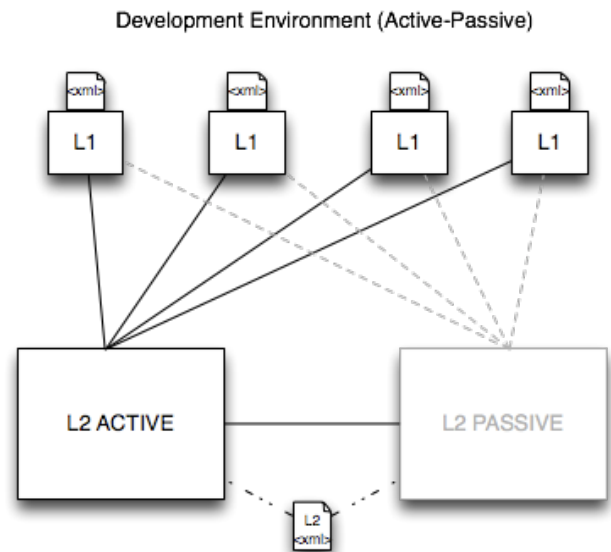 Development Environment (Active-Passive)
<xml> <xml> <xml> <xml>
L1 L1 L1 L1
L2 ACTIVE L2 PASSIVE
L2
<xml>